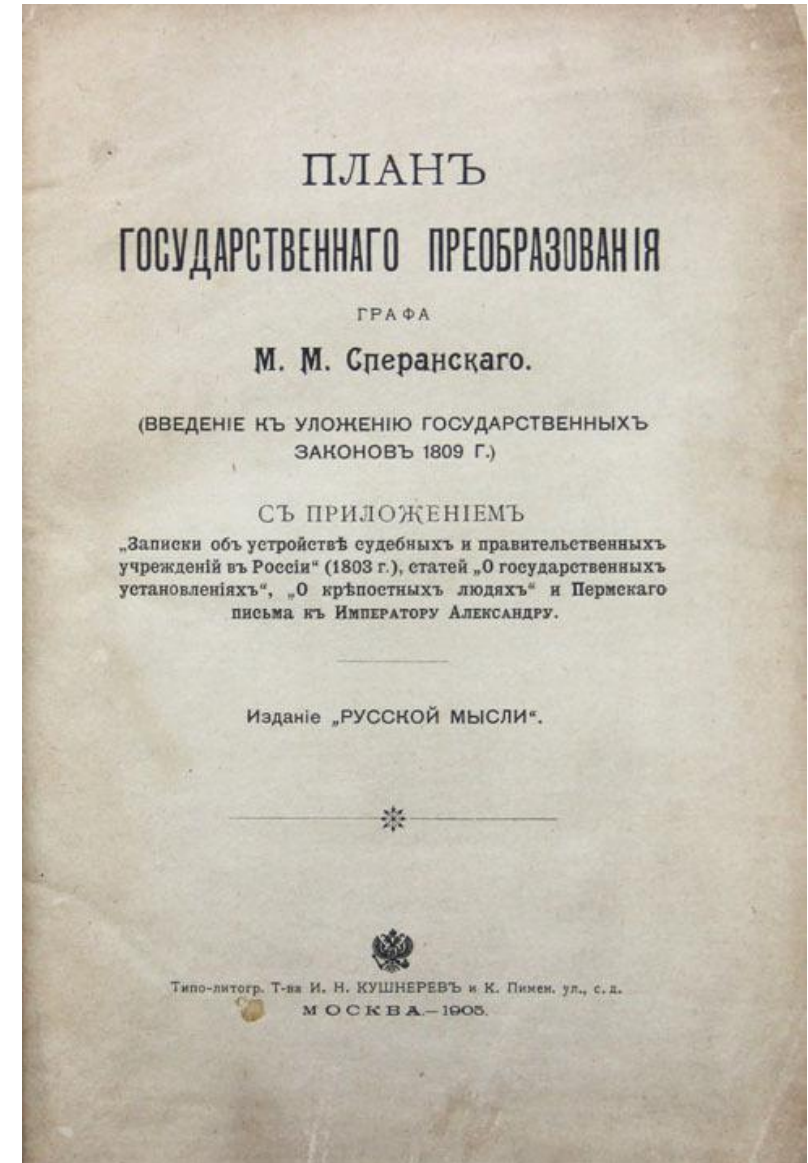 ПЛАНЪ
ГОСУДАРСТВЕННАГО ПРЕОБРАЗОВАНІЯ
ГРАФА
М. М. Сперанскаго.
(ВВЕДЕНІЕ КЪ УЛОЖЕНІЮ ГОСУДАРСТВЕННЫХЪ
ЗАКОНОВЪ 1809 Г.)
СЪ ПРИЛОЖЕНІЕМЪ
„Записки объ устройствѣ судебныхъ и правительственныхъ
учрежденій въ Россіи“ (1803 г.), статей „О государственныхъ
установленіяхъ“, „О крѣпостныхъ людяхъ“ и Пермскаго
письма къ Императору Александру.
Изданіе „РУССКОЙ МЫСЛИ“.
Типо-литогр. Т-ва И. Н. КУШНЕРЕВЪ и К. Пимен. ул., с. д.
МОСКВА.—1905.